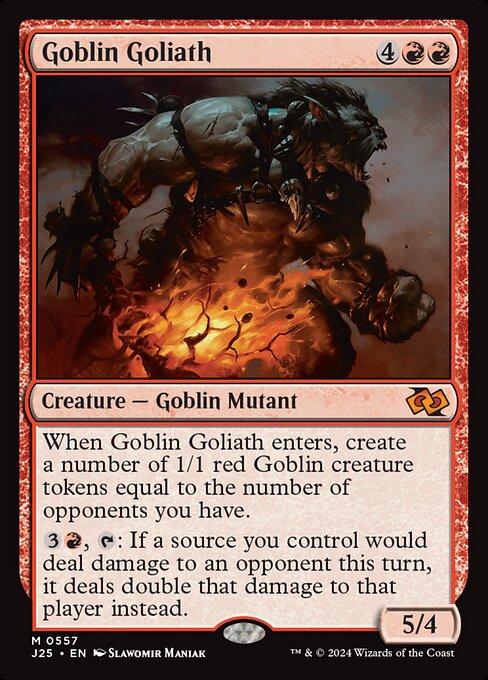 Goblin Goliath 4
Creature — Goblin Mutant
When Goblin Goliath enters, create
a number of 1/1 red Goblin creature
tokens equal to the number of
opponents you have.
3, : If a source you control would
deal damage to an opponent this turn,
it deals double that damage to that
player instead.
5/4
M 0557
J25 • EN SLAWOMIR MANIAK
™ & © 2024 Wizards of the Coast